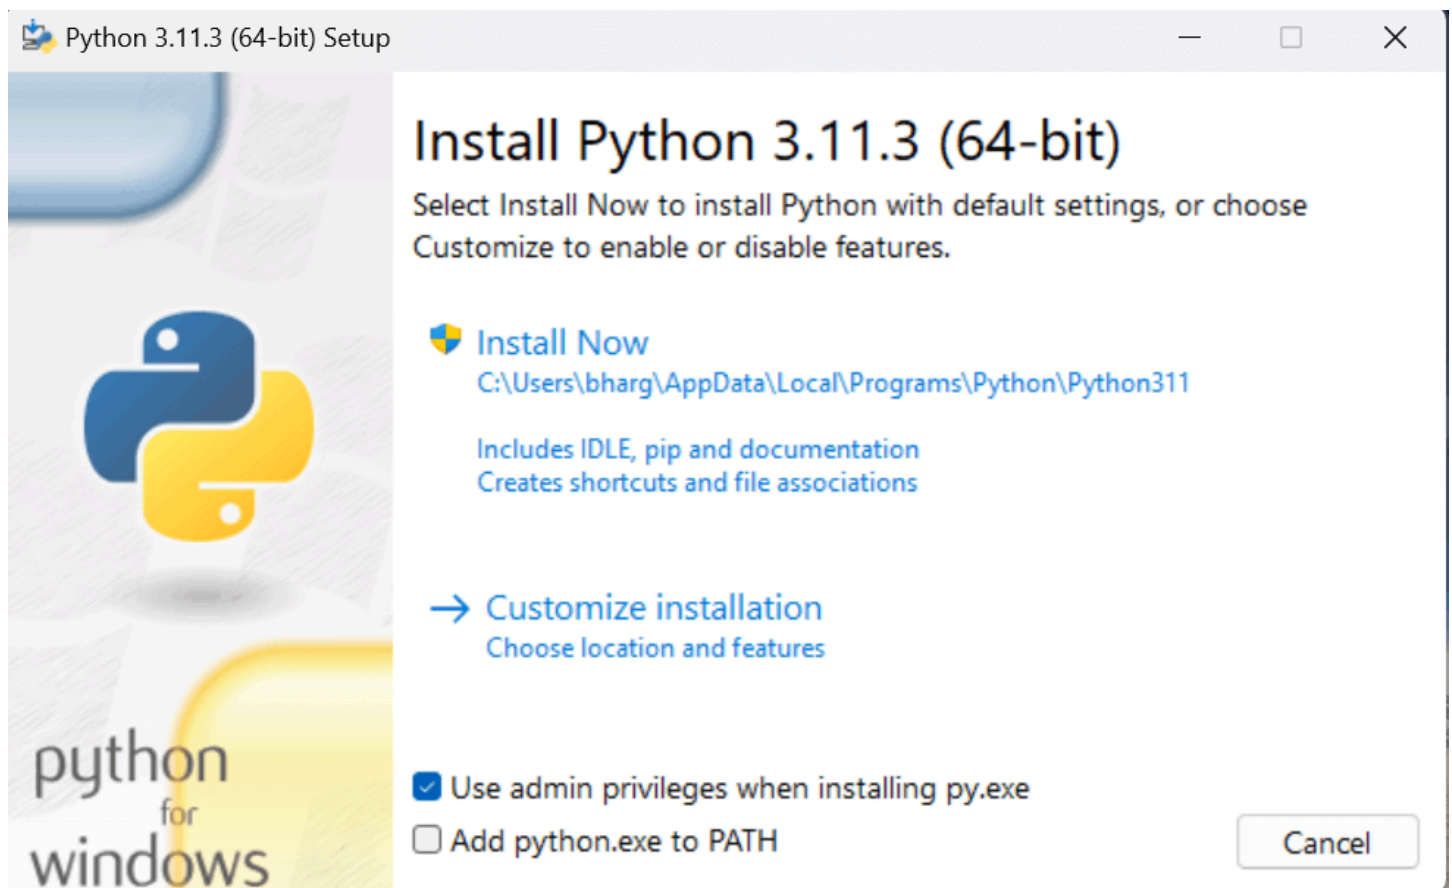 Python 3.11.3 (64-bit) Setup
Install Python 3.11.3 (64-bit)
Select Install Now to install Python with default settings, or choose
Customize to enable or disable features.
Install Now
C:\Users\bharg\AppData\Local\Programs\Python\Python311
Includes IDLE, pip and documentation
Creates shortcuts and file associations
Customize installation
Choose location and features
python
for
windows
Use admin privileges when installing py.exe
Add python.exe to PATH
Cancel